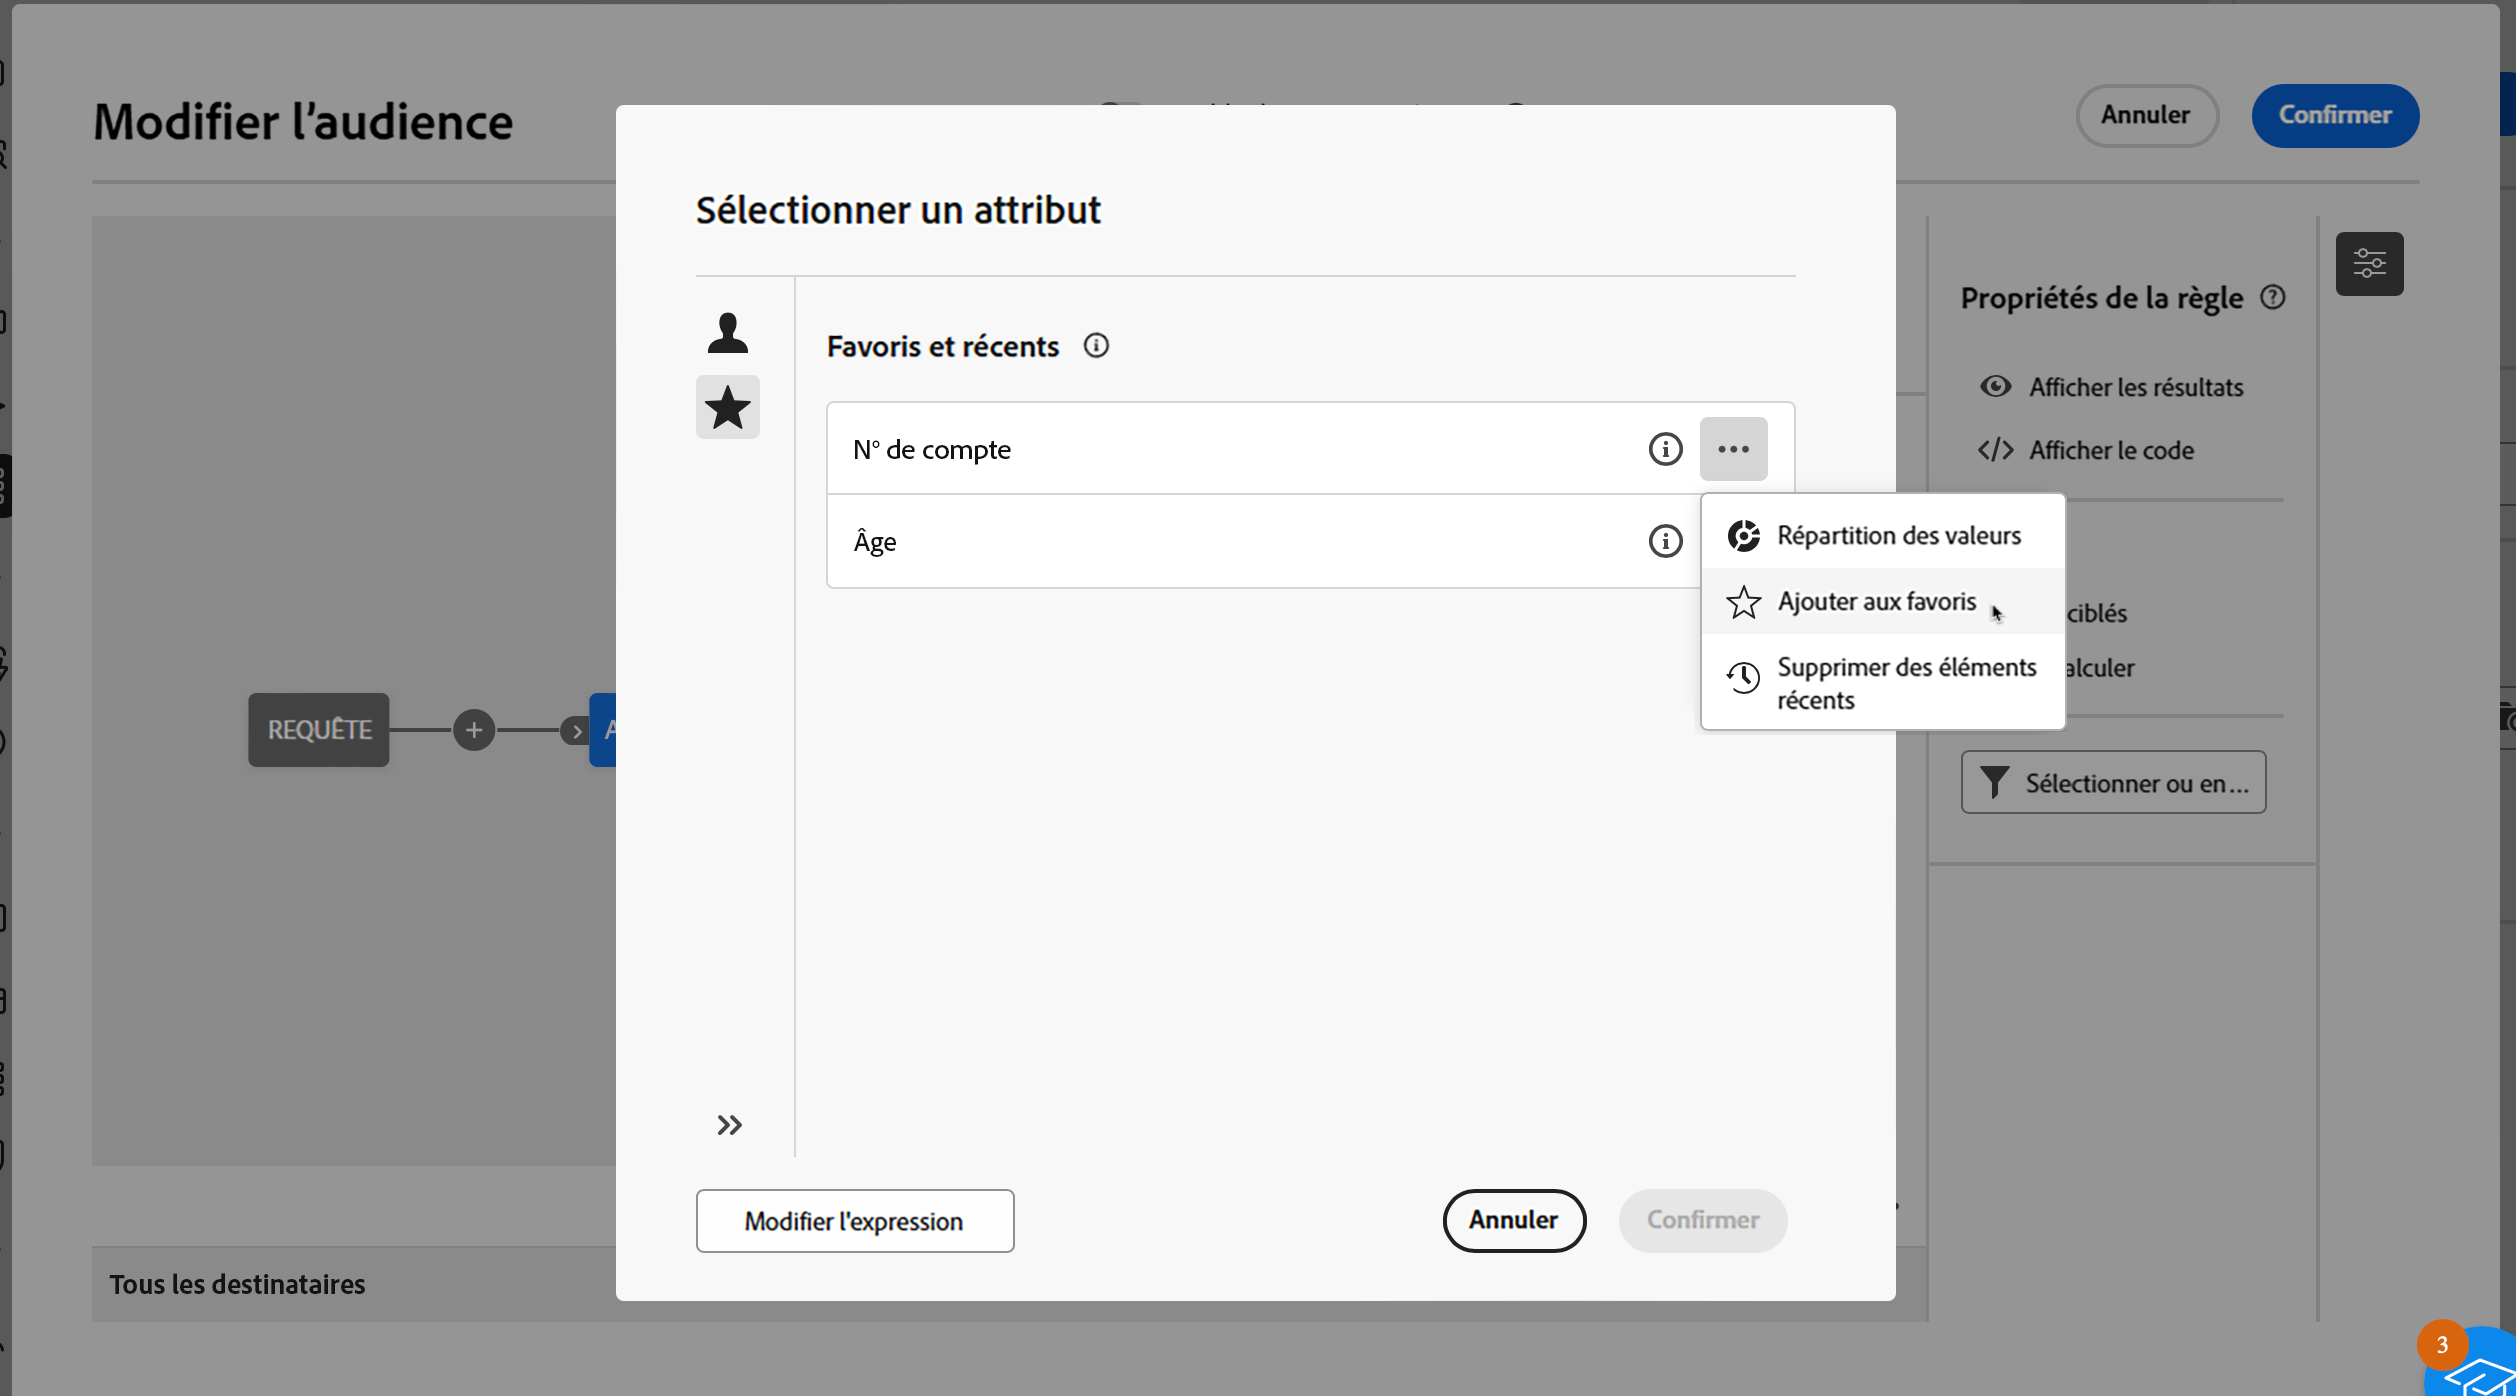 Modifier l’audience
Annuler
Confirmer
Sélectionner un attribut
Favoris et récents
N° de compte
Âge
Répartition des valeurs
Ajouter aux favoris
Supprimer des éléments
récents
Propriétés de la règle
Afficher les résultats
Afficher le code
ciblés
alculer
Sélectionner ou en...
REQUÊTE
A
Modifier l'expression
Annuler
Confirmer
Tous les destinataires
3